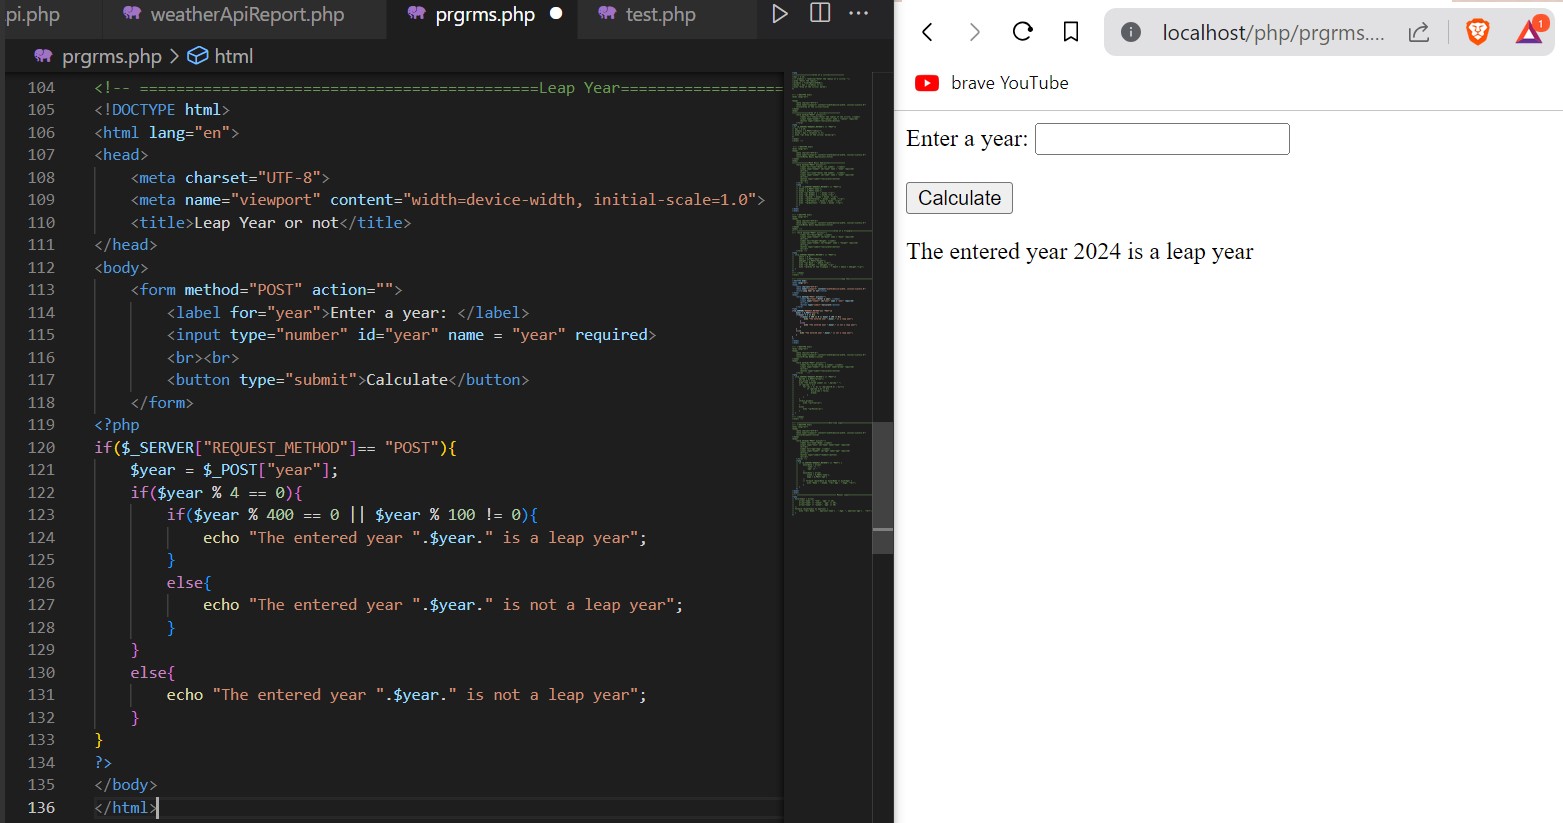 pi.php weatherApiReport.php prgrms.php test.php
prgrms.php > html
104 <!-- ============================================Leap Year==================
105 <!DOCTYPE html>
106 <html lang="en">
107 <head>
108 <meta charset="UTF-8">
109 <meta name="viewport" content="width=device-width, initial-scale=1.0">
110 <title>Leap Year or not</title>
111 </head>
112 <body>
113 <form method="POST" action="">
114 <label for="year">Enter a year: </label>
115 <input type="number" id="year" name = "year" required>
116 <br><br>
117 <button type="submit">Calculate</button>
118 </form>
119 <?php
120 if($_SERVER["REQUEST_METHOD"]== "POST"){
121 $year = $_POST["year"];
122 if($year % 4 == 0){
123 if($year % 400 == 0 || $year % 100 != 0){
124 echo "The entered year ".$year." is a leap year";
125 }
126 else{
127 echo "The entered year ".$year." is not a leap year";
128 }
129 }
130 else{
131 echo "The entered year ".$year." is not a leap year";
132 }
133 }
134 ?>
135 </body>
136 </html>
localhost/php/prgrms.... 1
brave YouTube
Enter a year:
Calculate
The entered year 2024 is a leap year